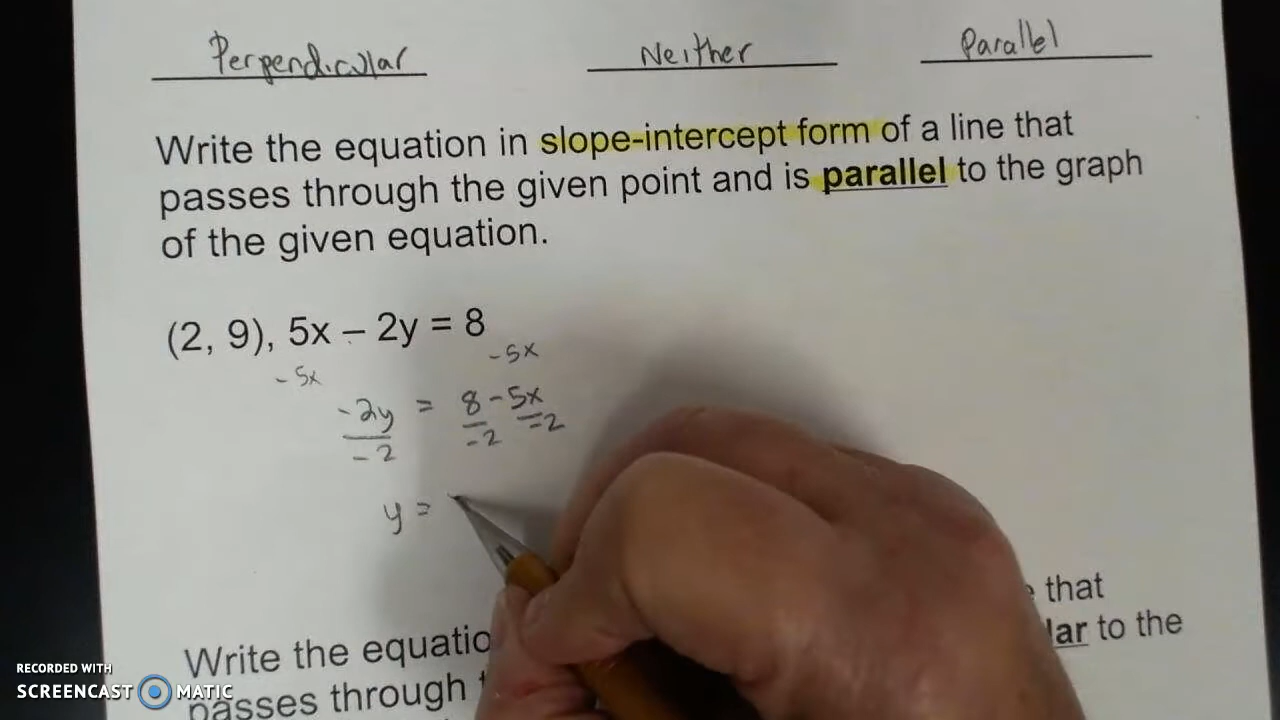 Perpendicular Neither Parallel
Write the equation in slope-intercept form of a line that
passes through the given point and is parallel to the graph
of the given equation.
(2, 9), 5x – 2y = 8
- 5x - 5x
-2y = 8 - 5x
-2 -2 -2
y =
that
Write the equatio lar to the
passes through
RECORDED WITH
SCREENCAST MATIC